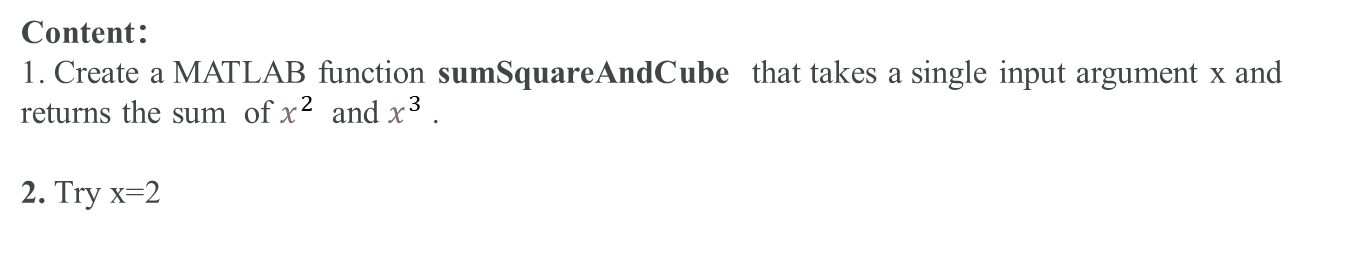 Content:
1. Create a MATLAB function sumSquareAndCube that takes a single input argument x and
returns the sum of x² and x³ .
2. Try x=2